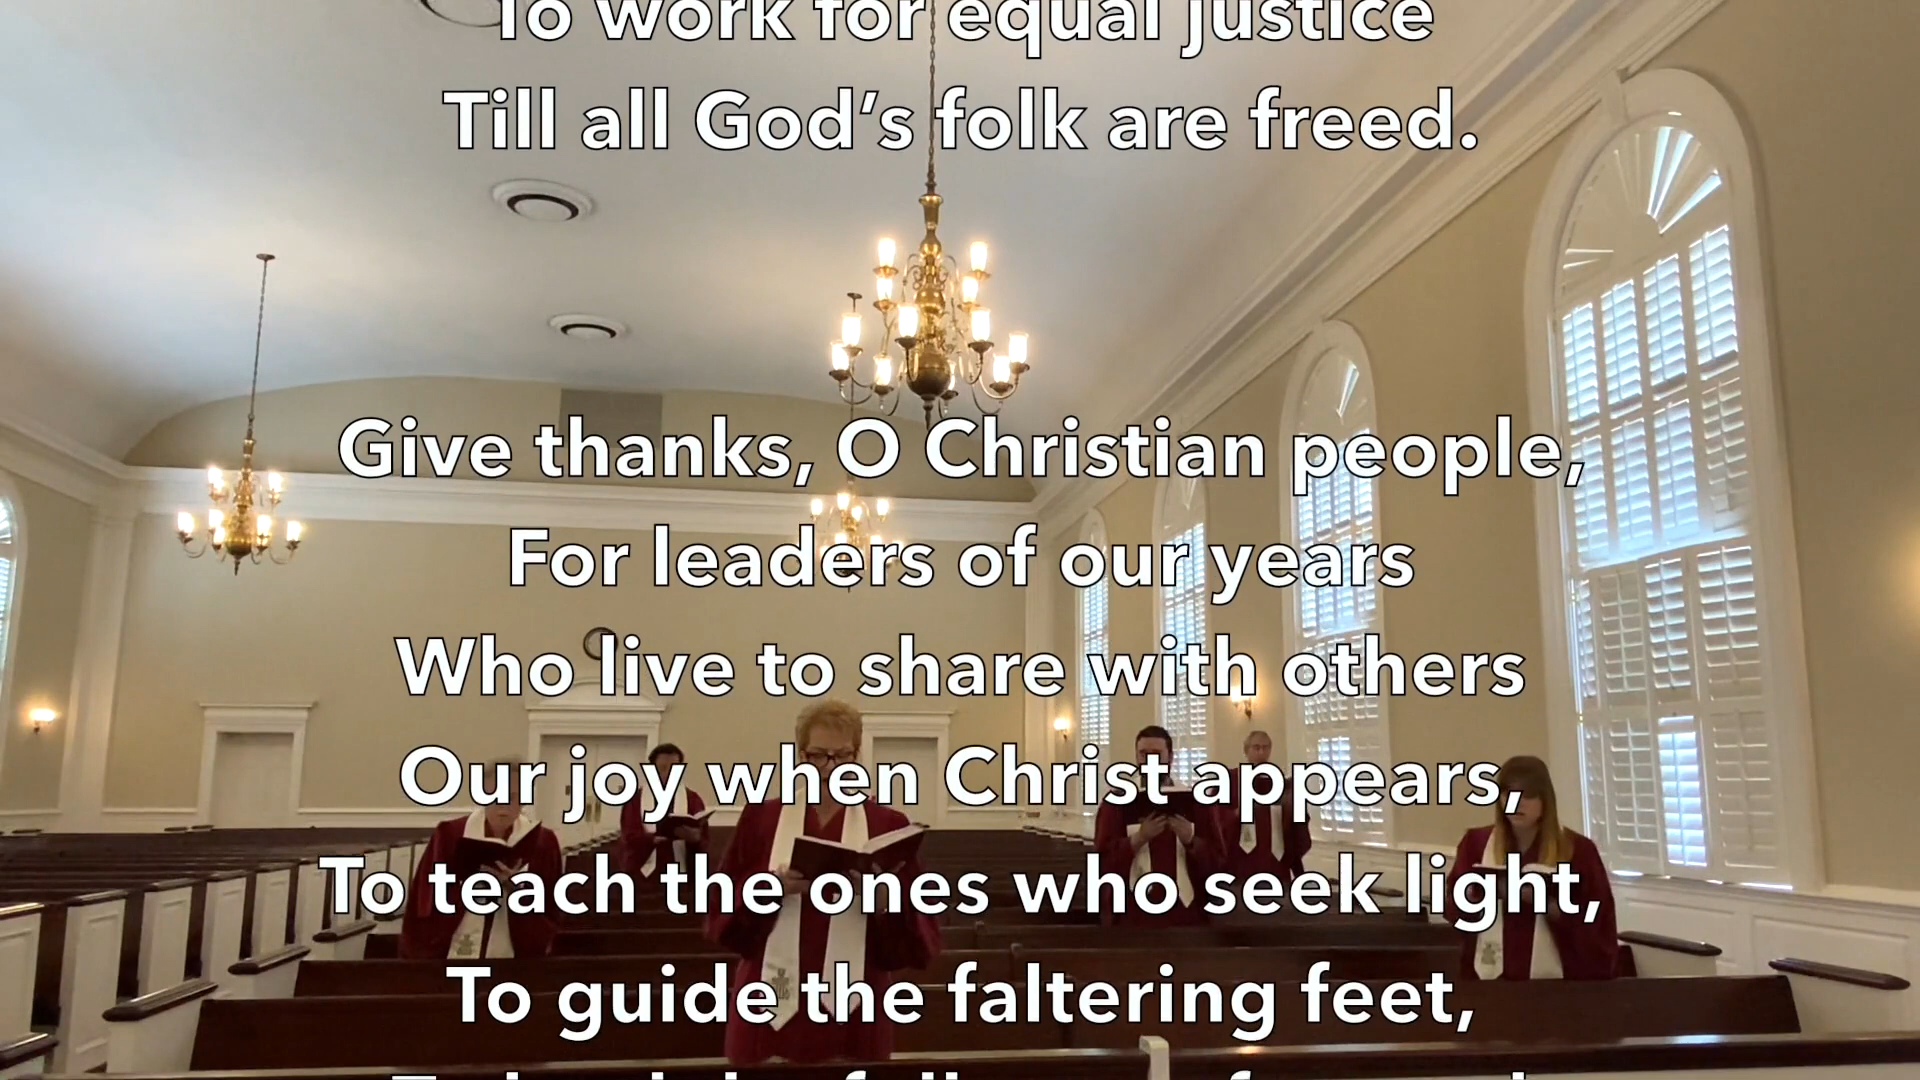 To work for equal justice
Till all God’s folk are freed.
Give thanks, O Christian people,
For leaders of our years
Who live to share with others
Our joy when Christ appears,
To teach the ones who seek light,
To guide the faltering feet,